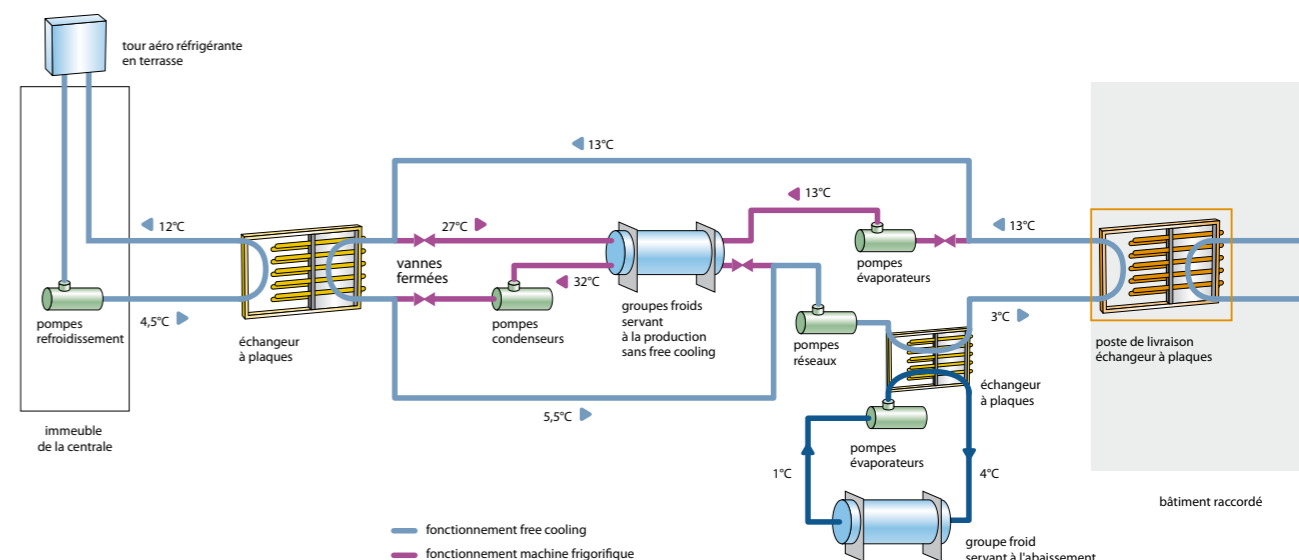 tour aéro réfrigérante
en terrasse
13°C
13°C
12°C
27°C
13°C
vannes
fermées
pompes
évaporateurs
32°C
pompes
refroidissement
4,5°C
échangeur
à plaques
pompes
condenseurs
groupes froids
servant
à la production
sans free cooling
pompes
réseaux
3°C
poste de livraison
échangeur à plaques
échangeur
à plaques
5,5°C
immeuble
de la centrale
pompes
évaporateurs
1°C
4°C
bâtiment raccordé
fonctionnement free cooling
fonctionnement machine frigorifique
groupe froid
servant à l'abaissement